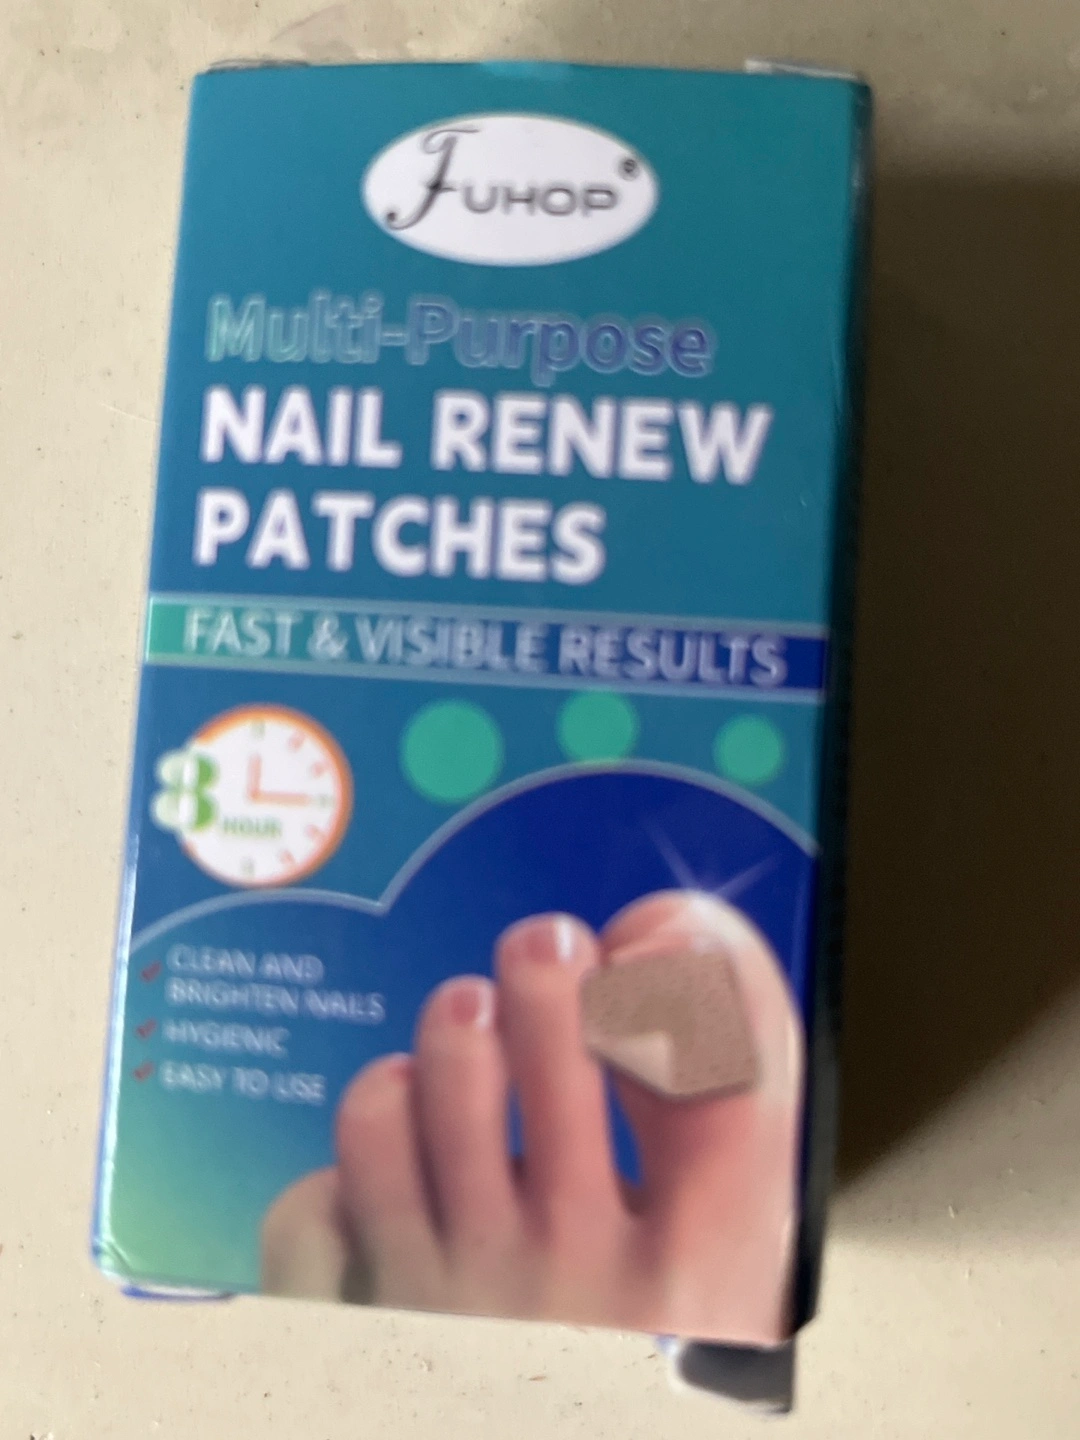 FUHOP®
Multi-Purpose
NAIL RENEW
PATCHES
FAST & VISIBLE RESULTS
8
HOUR
CLEAN AND
BRIGHTEN NAILS
HYGIENIC
EASY TO USE